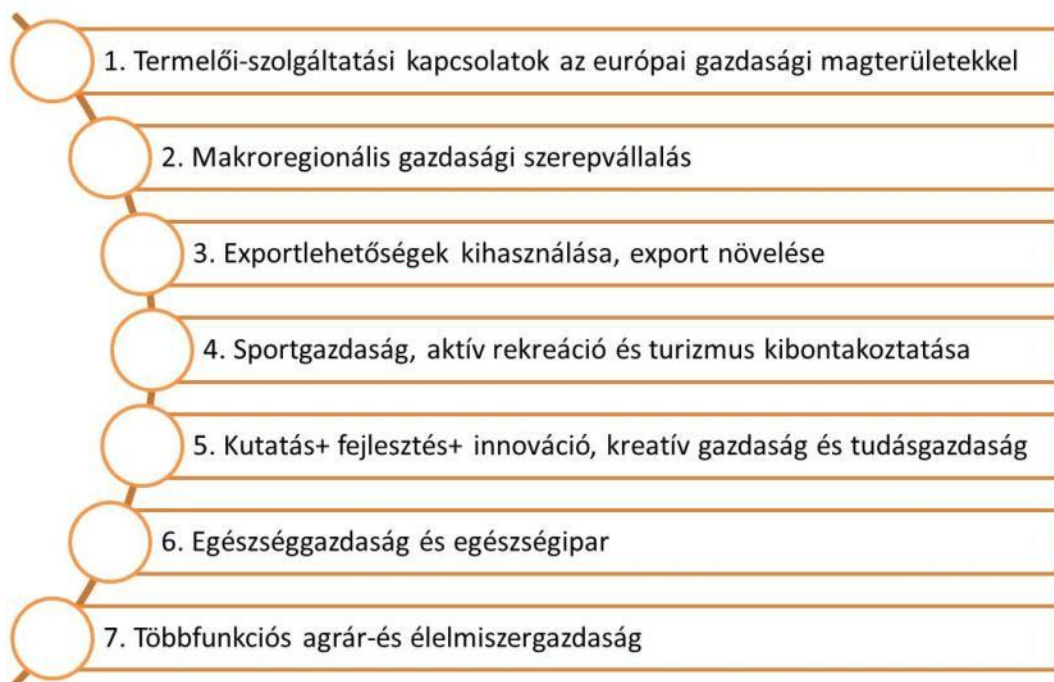 1. Termelői-szolgáltatási kapcsolatok az európai gazdasági magterületekkel
2. Makroregionális gazdasági szerepvállalás
3. Exportlehetőségek kihasználása, export növelése
4. Sportgazdaság, aktív rekreáció és turizmus kibontakoztatása
5. Kutatás+ fejlesztés+ innováció, kreatív gazdaság és tudásgazdaság
6. Egészséggazdaság és egészségipar
7. Többfunkciós agrár-és élelmiszergazdaság